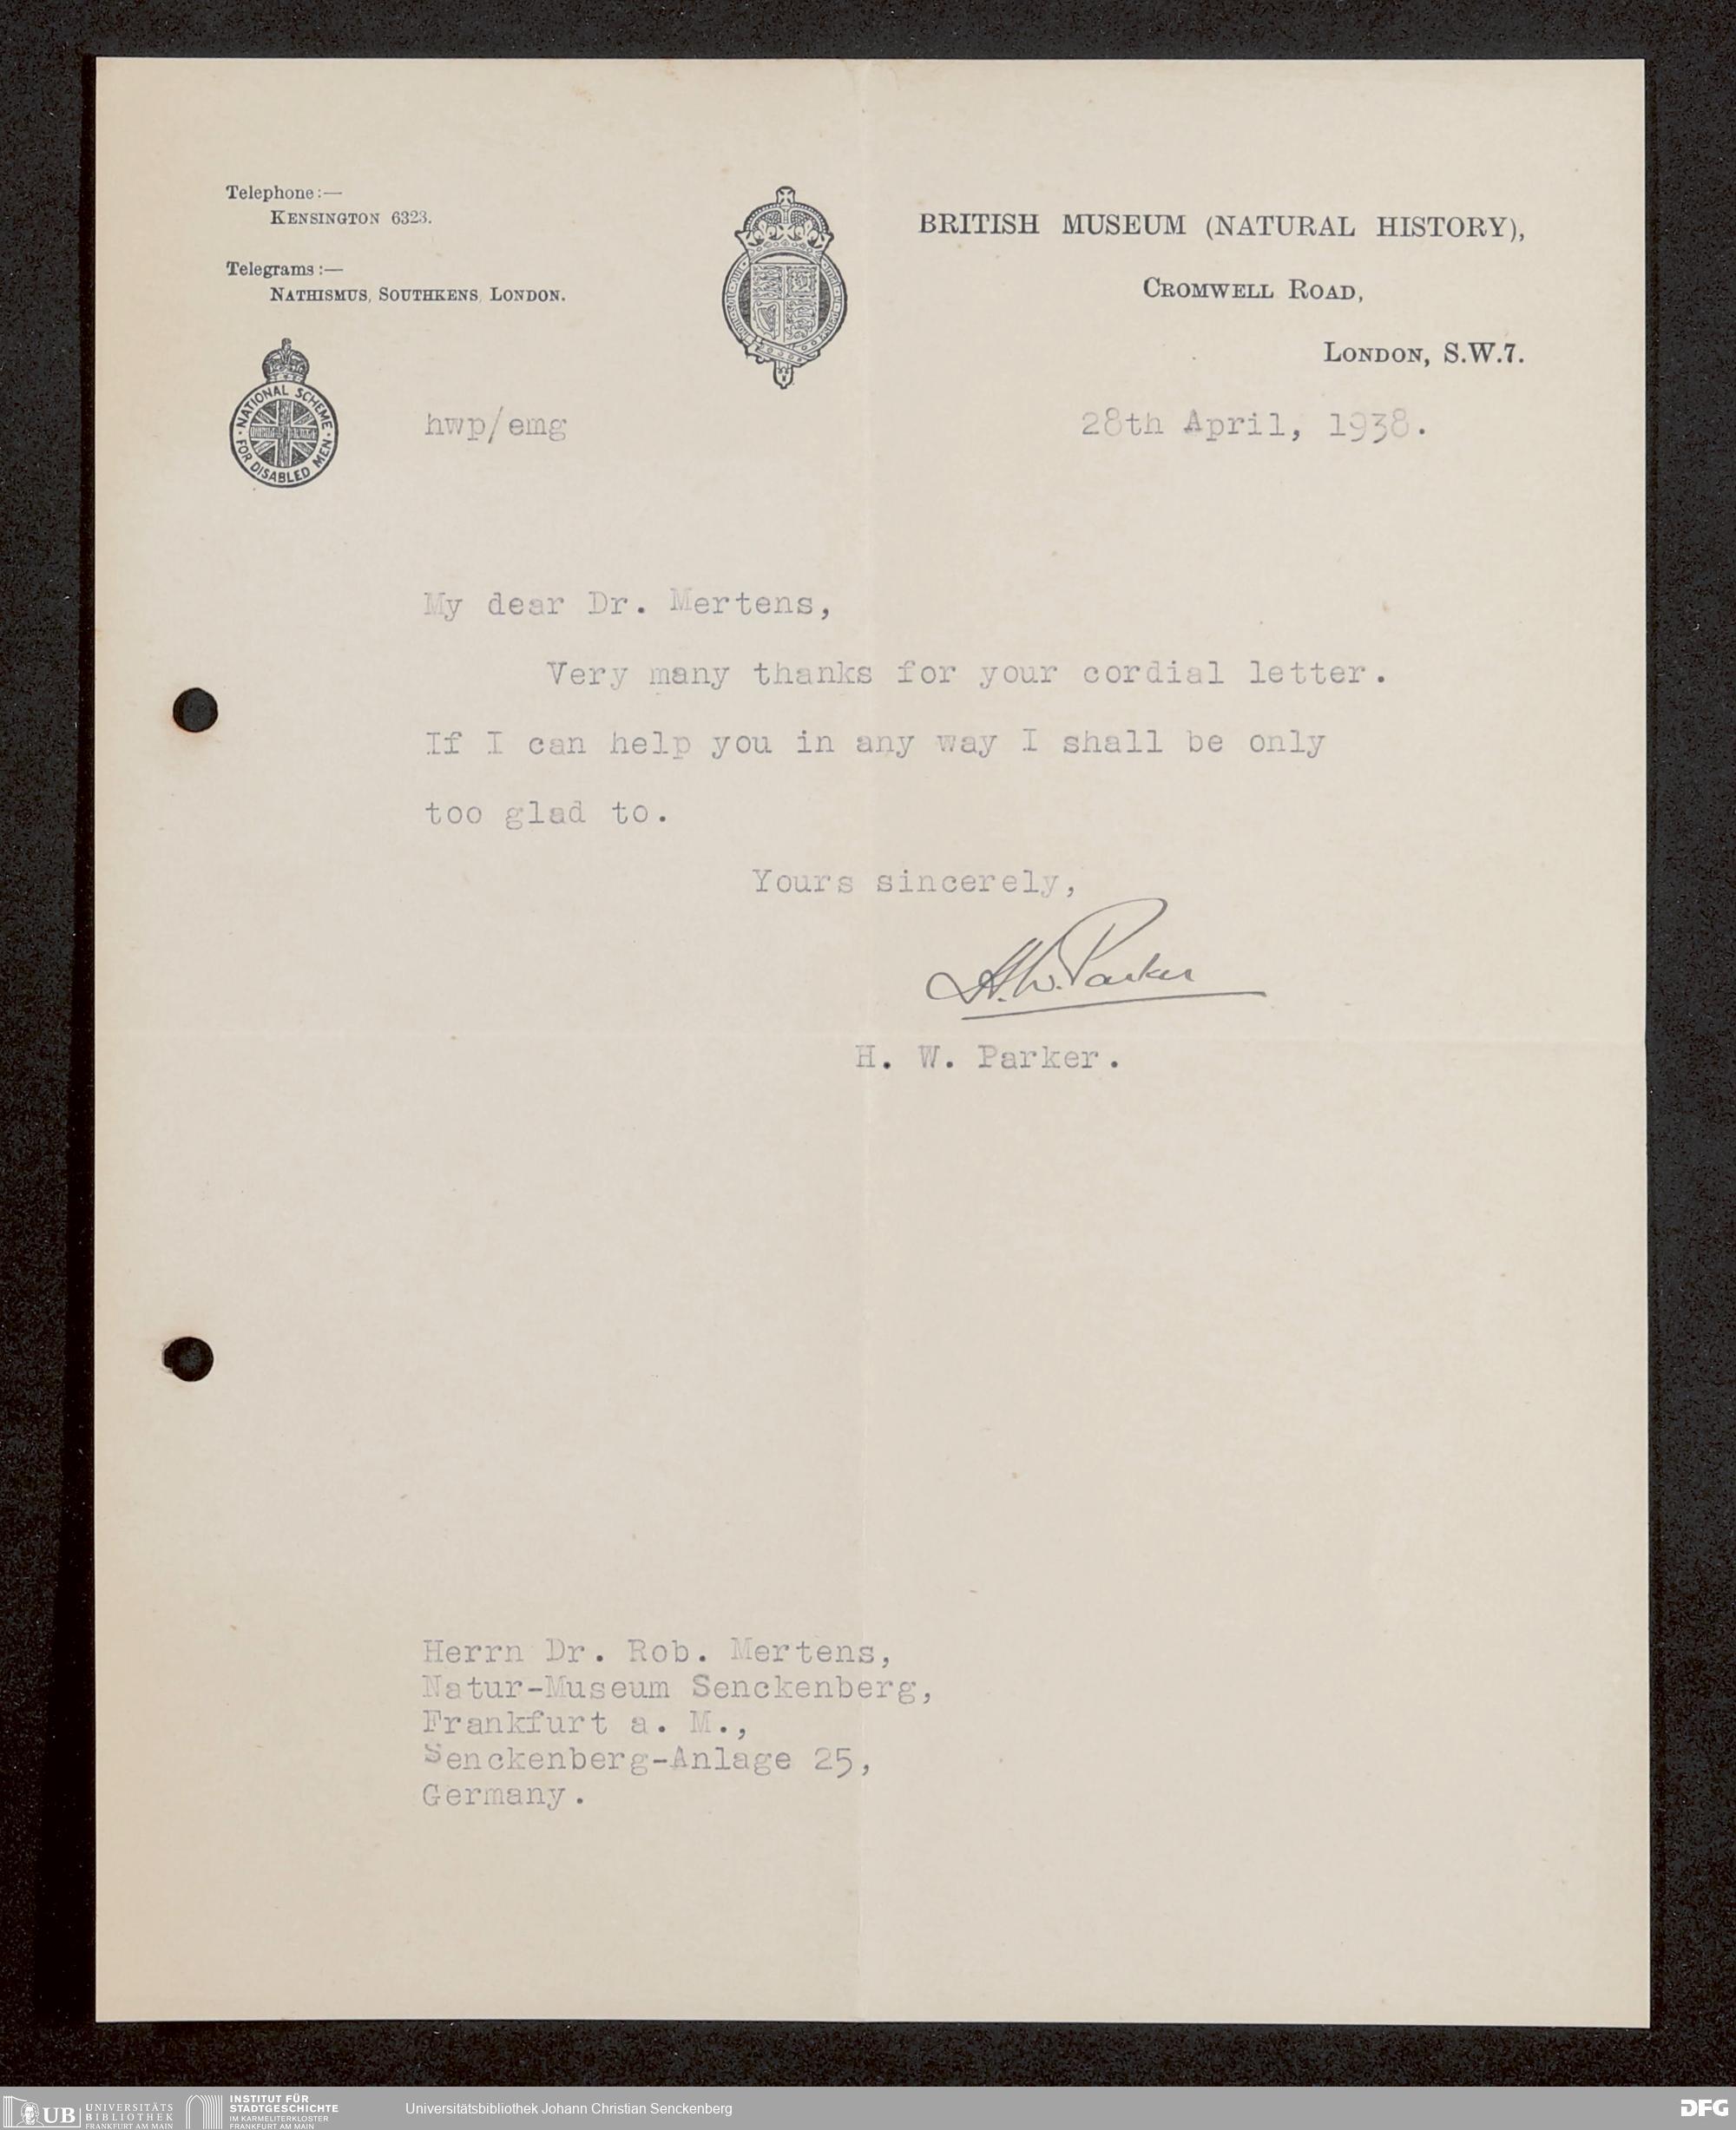 Telephone:—
KENSINGTON 6323.
Telegrams:—
NATHISMUS, SOUTHKENS, LONDON.
BRITISH MUSEUM (NATURAL HISTORY),
CROMWELL ROAD,
LONDON, S.W.7.
NATIONAL SCHEME
FOR DISABLED MEN
hwp/emg
28th April, 1938.
My dear Dr. Mertens,
Very many thanks for your cordial letter.
If I can help you in any way I shall be only
too glad to.
Yours sincerely,
H.W. Parker
H. W. Parker.
Herrn Dr. Rob. Mertens,
Natur-Museum Senckenberg,
Frankfurt a. M.,
Senckenberg-Anlage 25,
Germany.
UB
UNIVERSITÄTS
BIBLIOTHEK
FRANKFURT AM MAIN
INSTITUT FÜR
STADTGESCHICHTE
IM KARMELITERKLOSTER
FRANKFURT AM MAIN
Universitätsbibliothek Johann Christian Senckenberg
DFG